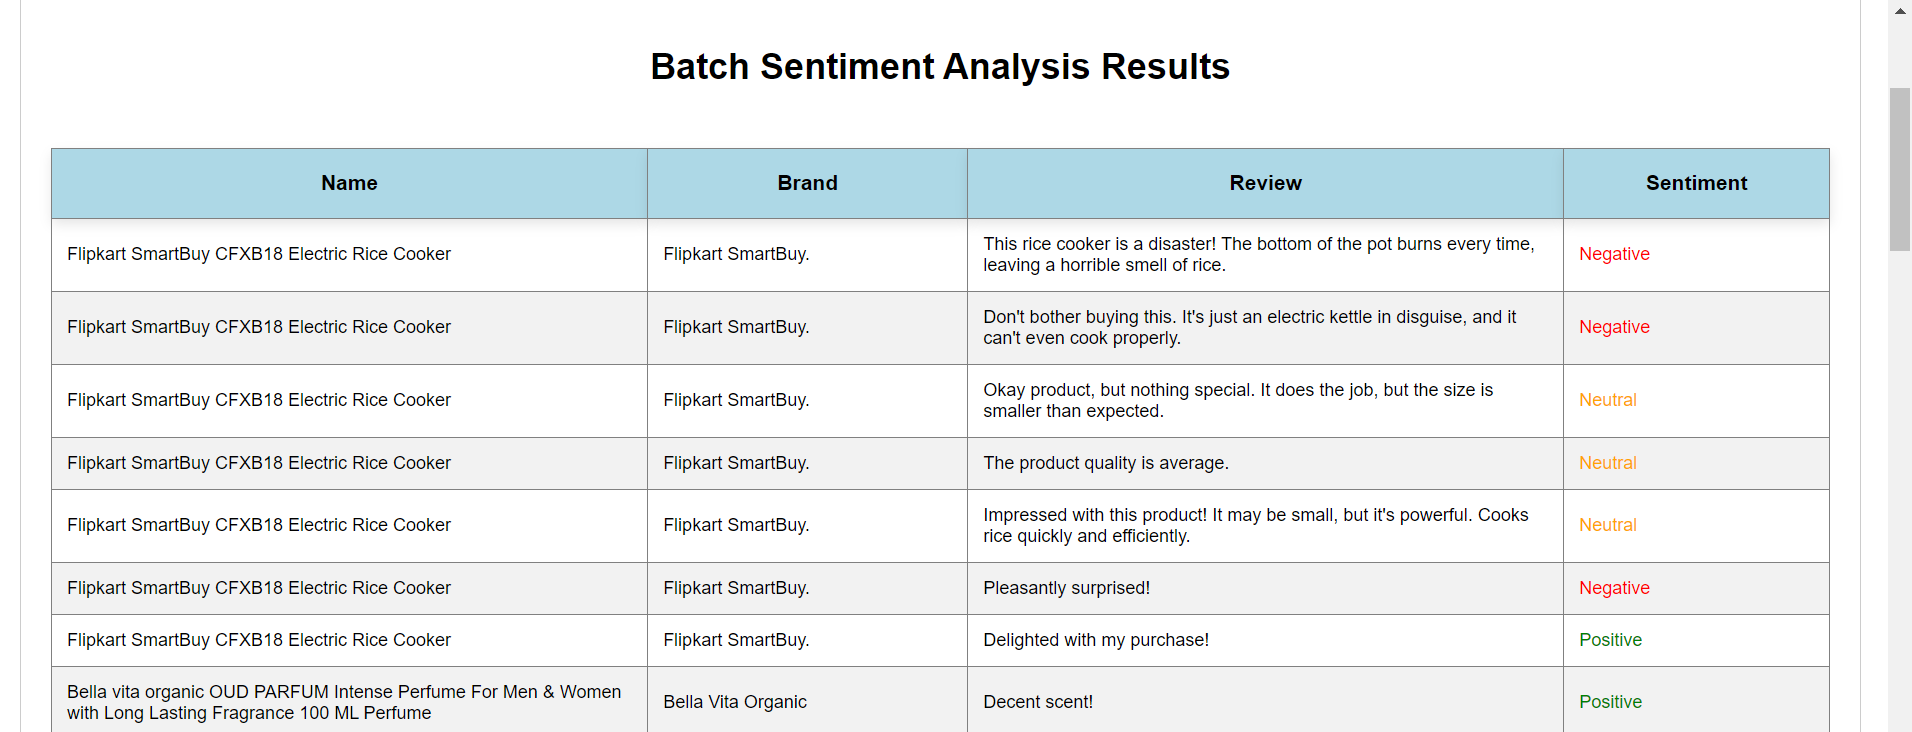 Batch Sentiment Analysis Results
Name Brand Review Sentiment
Flipkart SmartBuy CFXB18 Electric Rice Cooker Flipkart SmartBuy. This rice cooker is a disaster! The bottom of the pot burns every time,
leaving a horrible smell of rice. Negative
Flipkart SmartBuy CFXB18 Electric Rice Cooker Flipkart SmartBuy. Don't bother buying this. It's just an electric kettle in disguise, and it
can't even cook properly. Negative
Flipkart SmartBuy CFXB18 Electric Rice Cooker Flipkart SmartBuy. Okay product, but nothing special. It does the job, but the size is
smaller than expected. Neutral
Flipkart SmartBuy CFXB18 Electric Rice Cooker Flipkart SmartBuy. The product quality is average. Neutral
Flipkart SmartBuy CFXB18 Electric Rice Cooker Flipkart SmartBuy. Impressed with this product! It may be small, but it's powerful. Cooks
rice quickly and efficiently. Neutral
Flipkart SmartBuy CFXB18 Electric Rice Cooker Flipkart SmartBuy. Pleasantly surprised! Negative
Flipkart SmartBuy CFXB18 Electric Rice Cooker Flipkart SmartBuy. Delighted with my purchase! Positive
Bella vita organic OUD PARFUM Intense Perfume For Men & Women
with Long Lasting Fragrance 100 ML Perfume Bella Vita Organic Decent scent! Positive